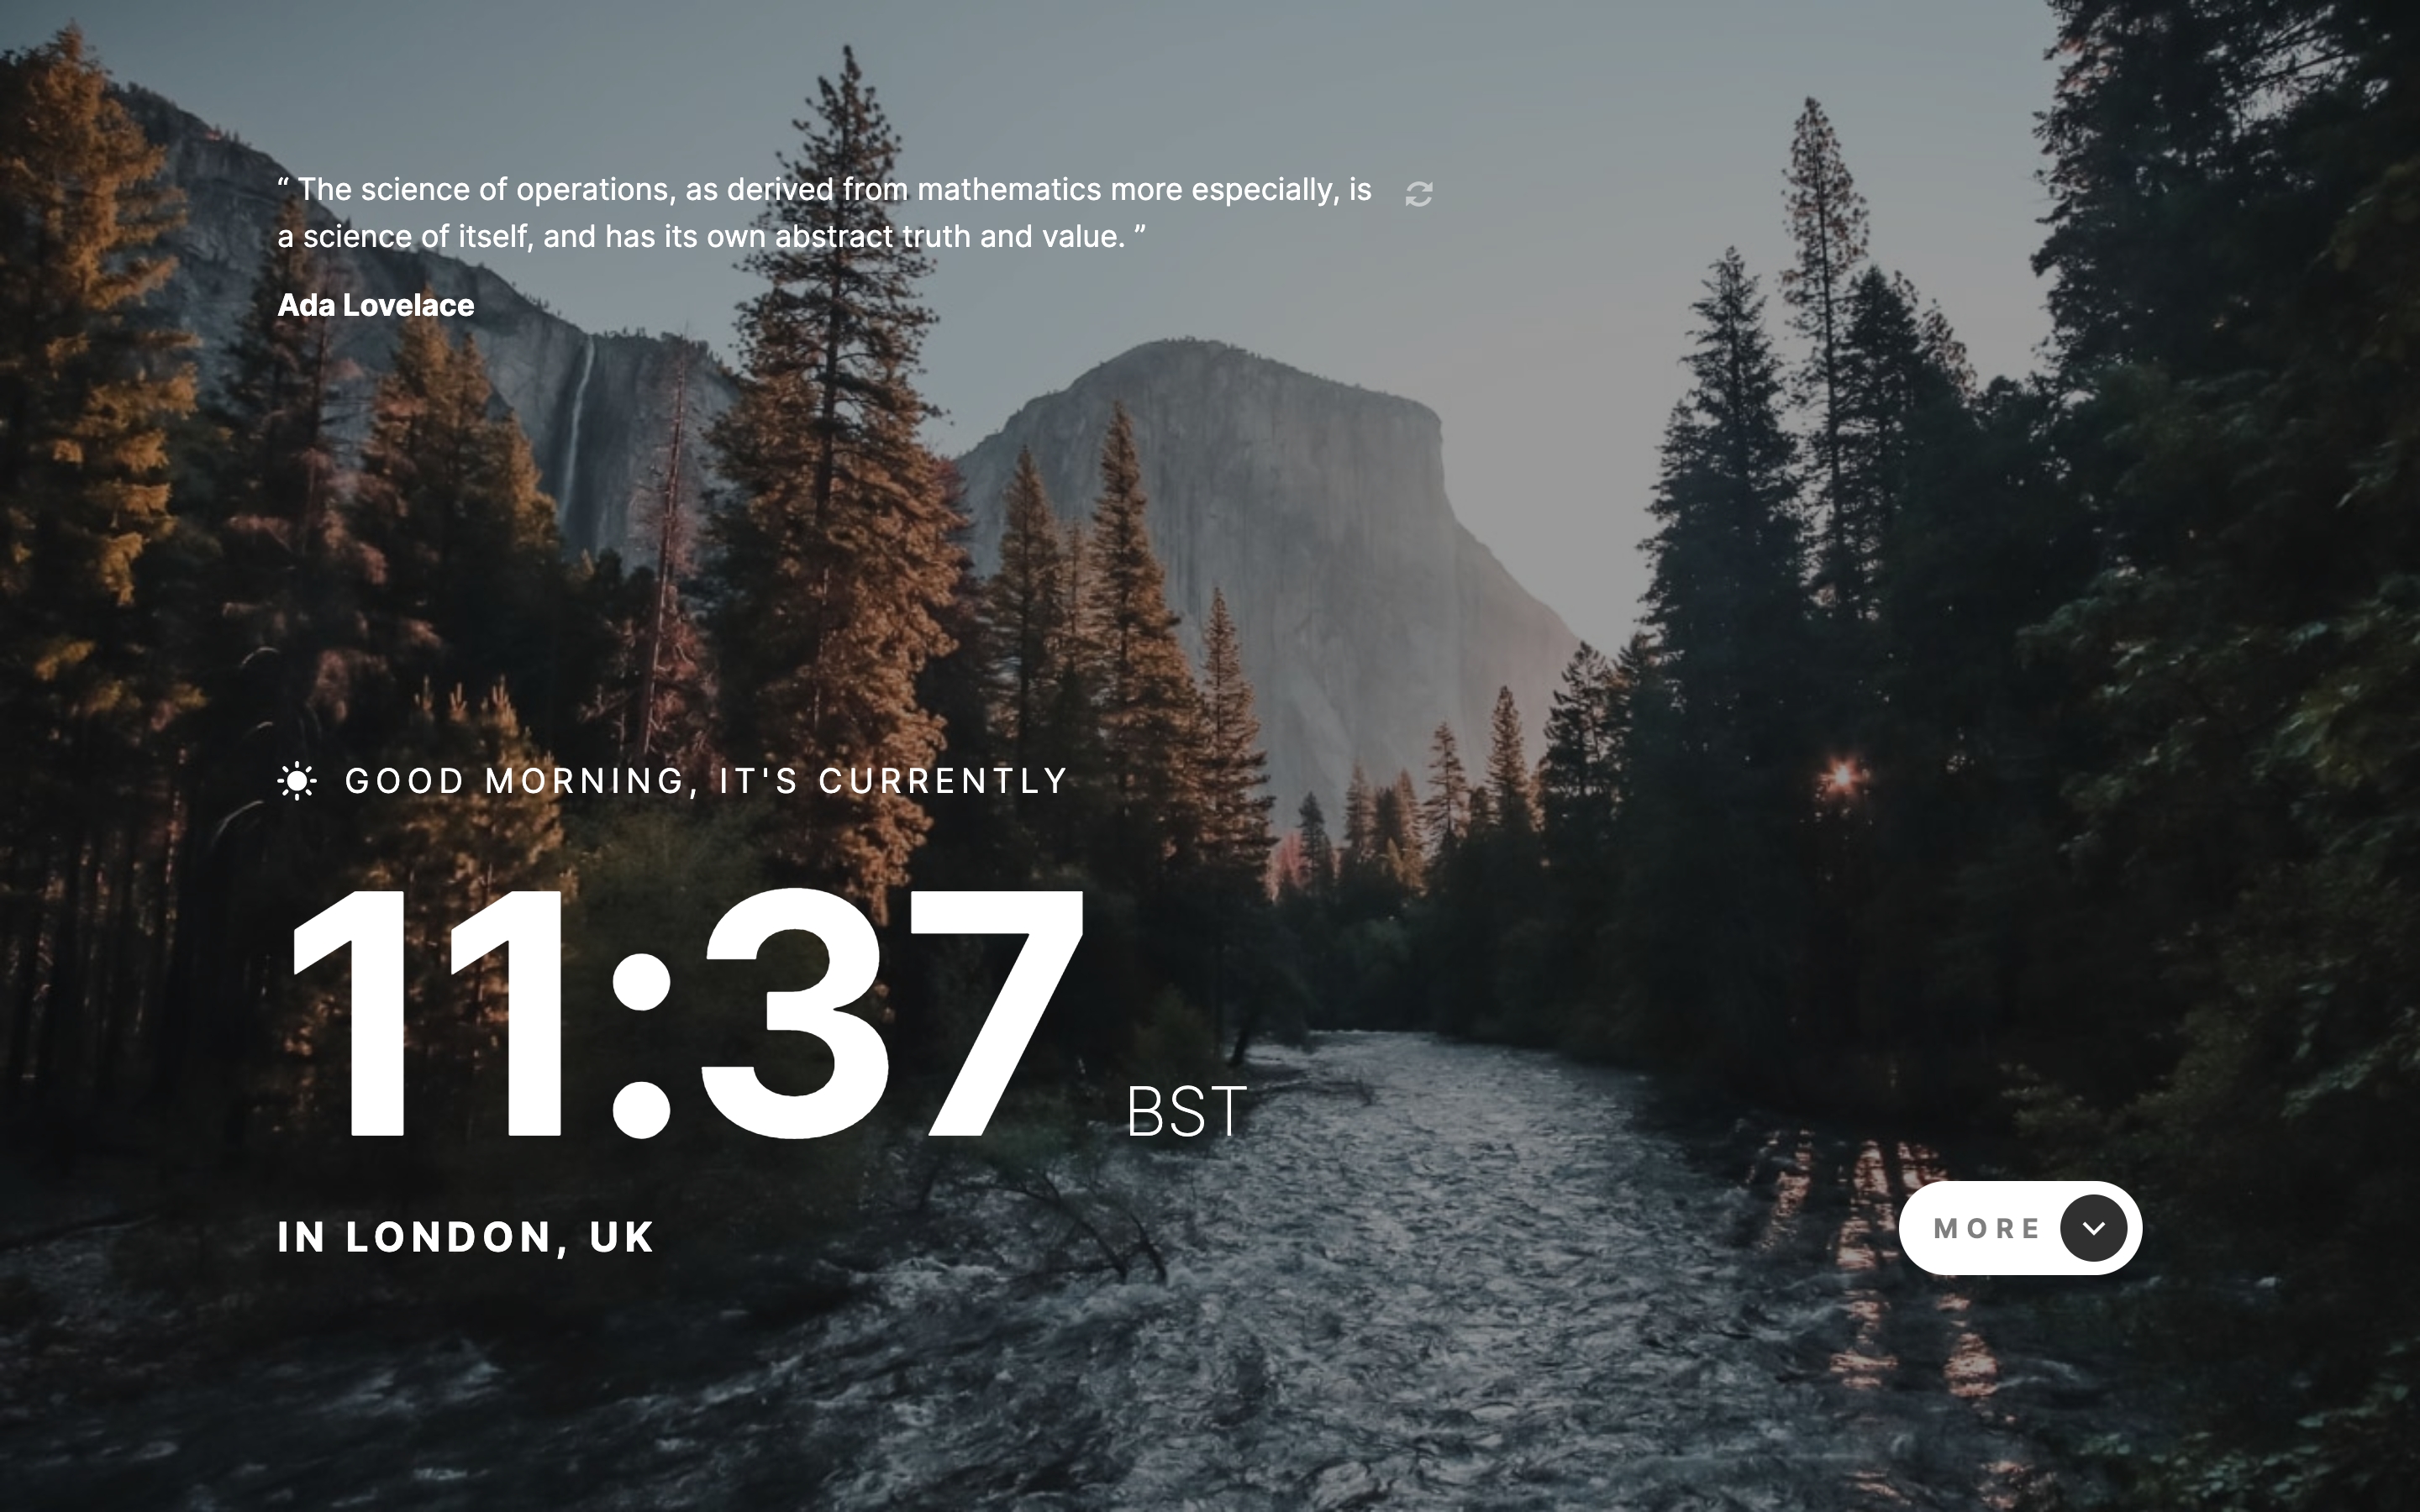 “ The science of operations, as derived from mathematics more especially, is
a science of itself, and has its own abstract truth and value. ”
Ada Lovelace
GOOD MORNING, IT'S CURRENTLY
11:37 BST
IN LONDON, UK
MORE